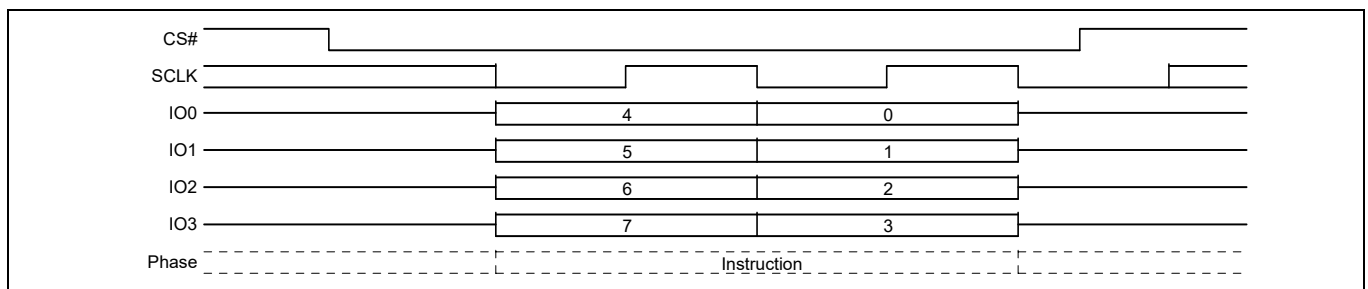 CS#
SCLK
IO0 4 0
IO1 5 1
IO2 6 2
IO3 7 3
Phase Instruction